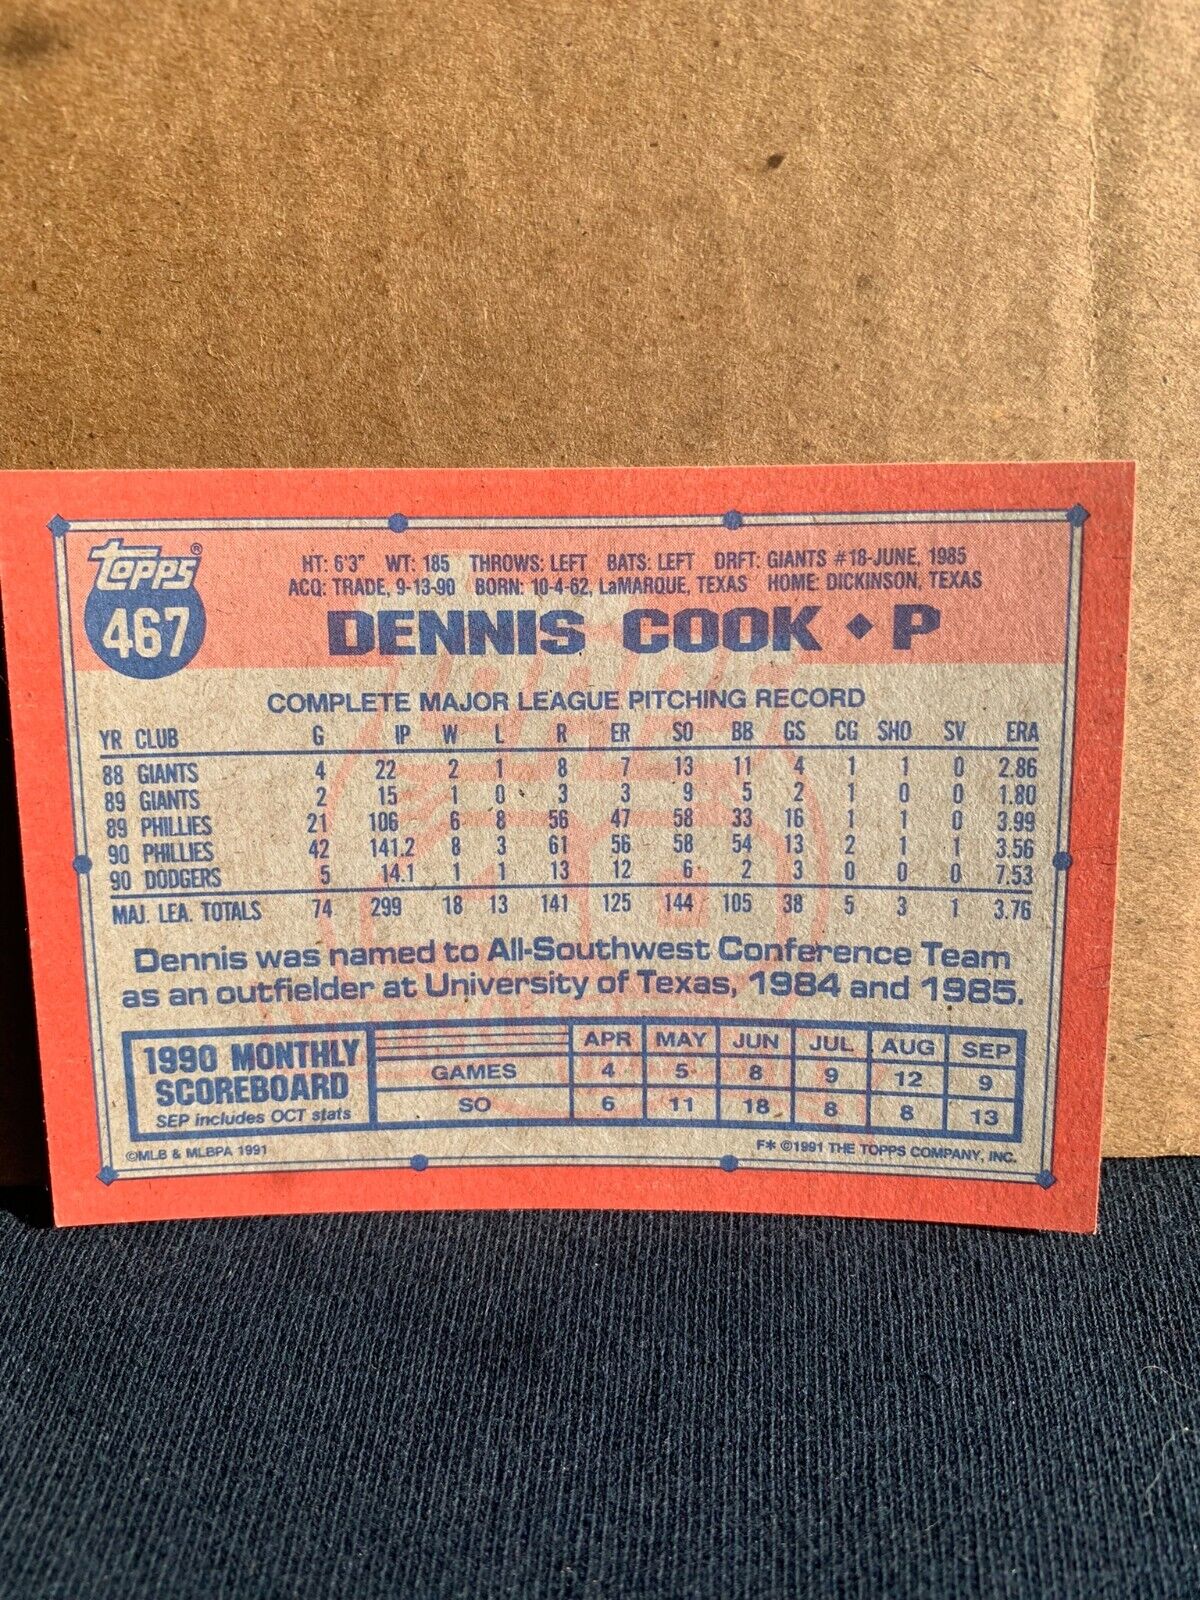 topps®
467
HT: 6'3" WT: 185 THROWS: LEFT BATS: LEFT DRFT: GIANTS #18-JUNE, 1985
ACQ: TRADE, 9-13-90 BORN: 10-4-62, LaMARQUE, TEXAS HOME: DICKINSON, TEXAS
DENNIS COOK ◆ P
COMPLETE MAJOR LEAGUE PITCHING RECORD
YR CLUB G IP W L R ER SO BB GS CG SHO SV ERA
88 GIANTS 4 22 2 1 8 7 13 11 4 1 1 0 2.86
89 GIANTS 2 15 1 0 3 3 9 5 2 1 0 0 1.80
89 PHILLIES 21 106 6 8 56 47 58 33 16 1 1 0 3.99
90 PHILLIES 42 141.2 8 3 61 56 58 54 13 2 1 1 3.56
90 DODGERS 5 14.1 1 1 13 12 6 2 3 0 0 0 7.53
MAJ. LEA. TOTALS 74 299 18 13 141 125 144 105 38 5 3 1 3.76
Dennis was named to All-Southwest Conference Team
as an outfielder at University of Texas, 1984 and 1985.
1990 MONTHLY
SCOREBOARD
SEP includes OCT stats
APR MAY JUN JUL AUG SEP
GAMES 4 5 8 9 12 9
SO 6 11 18 8 8 13
©MLB & MLBPA 1991
F* ©1991 THE TOPPS COMPANY, INC.